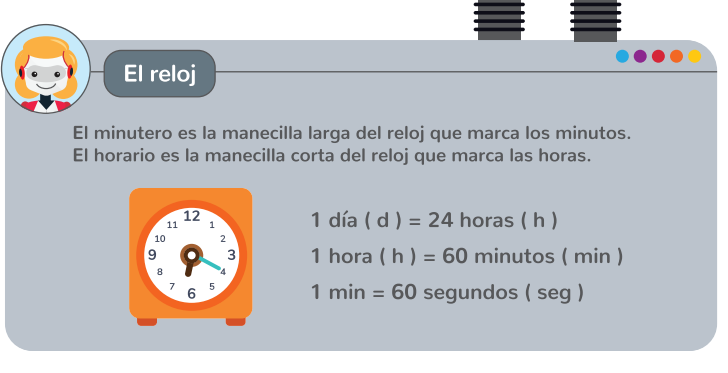 El reloj
El minutero es la manecilla larga del reloj que marca los minutos.
El horario es la manecilla corta del reloj que marca las horas.
12
11 1
10 2
9 3
8 4
7 5
6
1 día ( d ) = 24 horas ( h )
1 hora ( h ) = 60 minutos ( min )
1 min = 60 segundos ( seg )